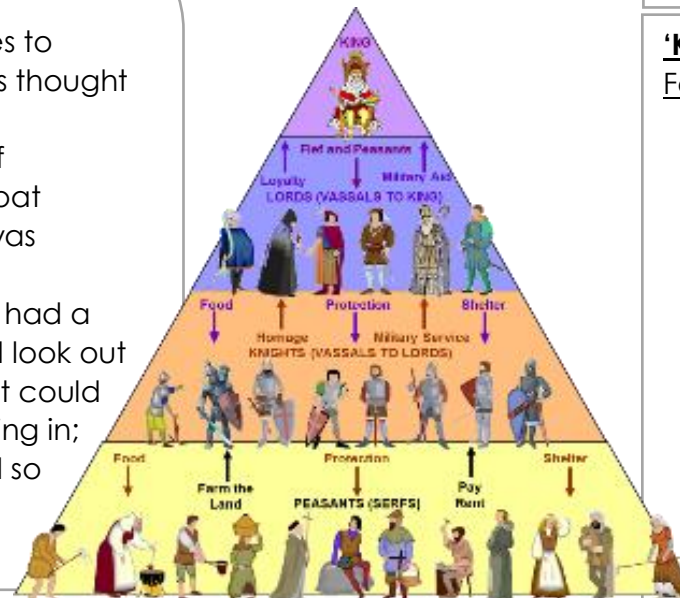 es to
s thought
f
oat
vas
had a
l look out
t could
ing in;
l so
KING
Fief and Peasants
Loyalty
Military Aid
LORDS (VASSALS TO KING)
Food
Protection
Shelter
Homage
Military Service
KNIGHTS (VASSALS TO LORDS)
Food
Protection
Shelter
Farm the
Land
PEASANTS (SERFS)
Pay
Rent
'K
Fe